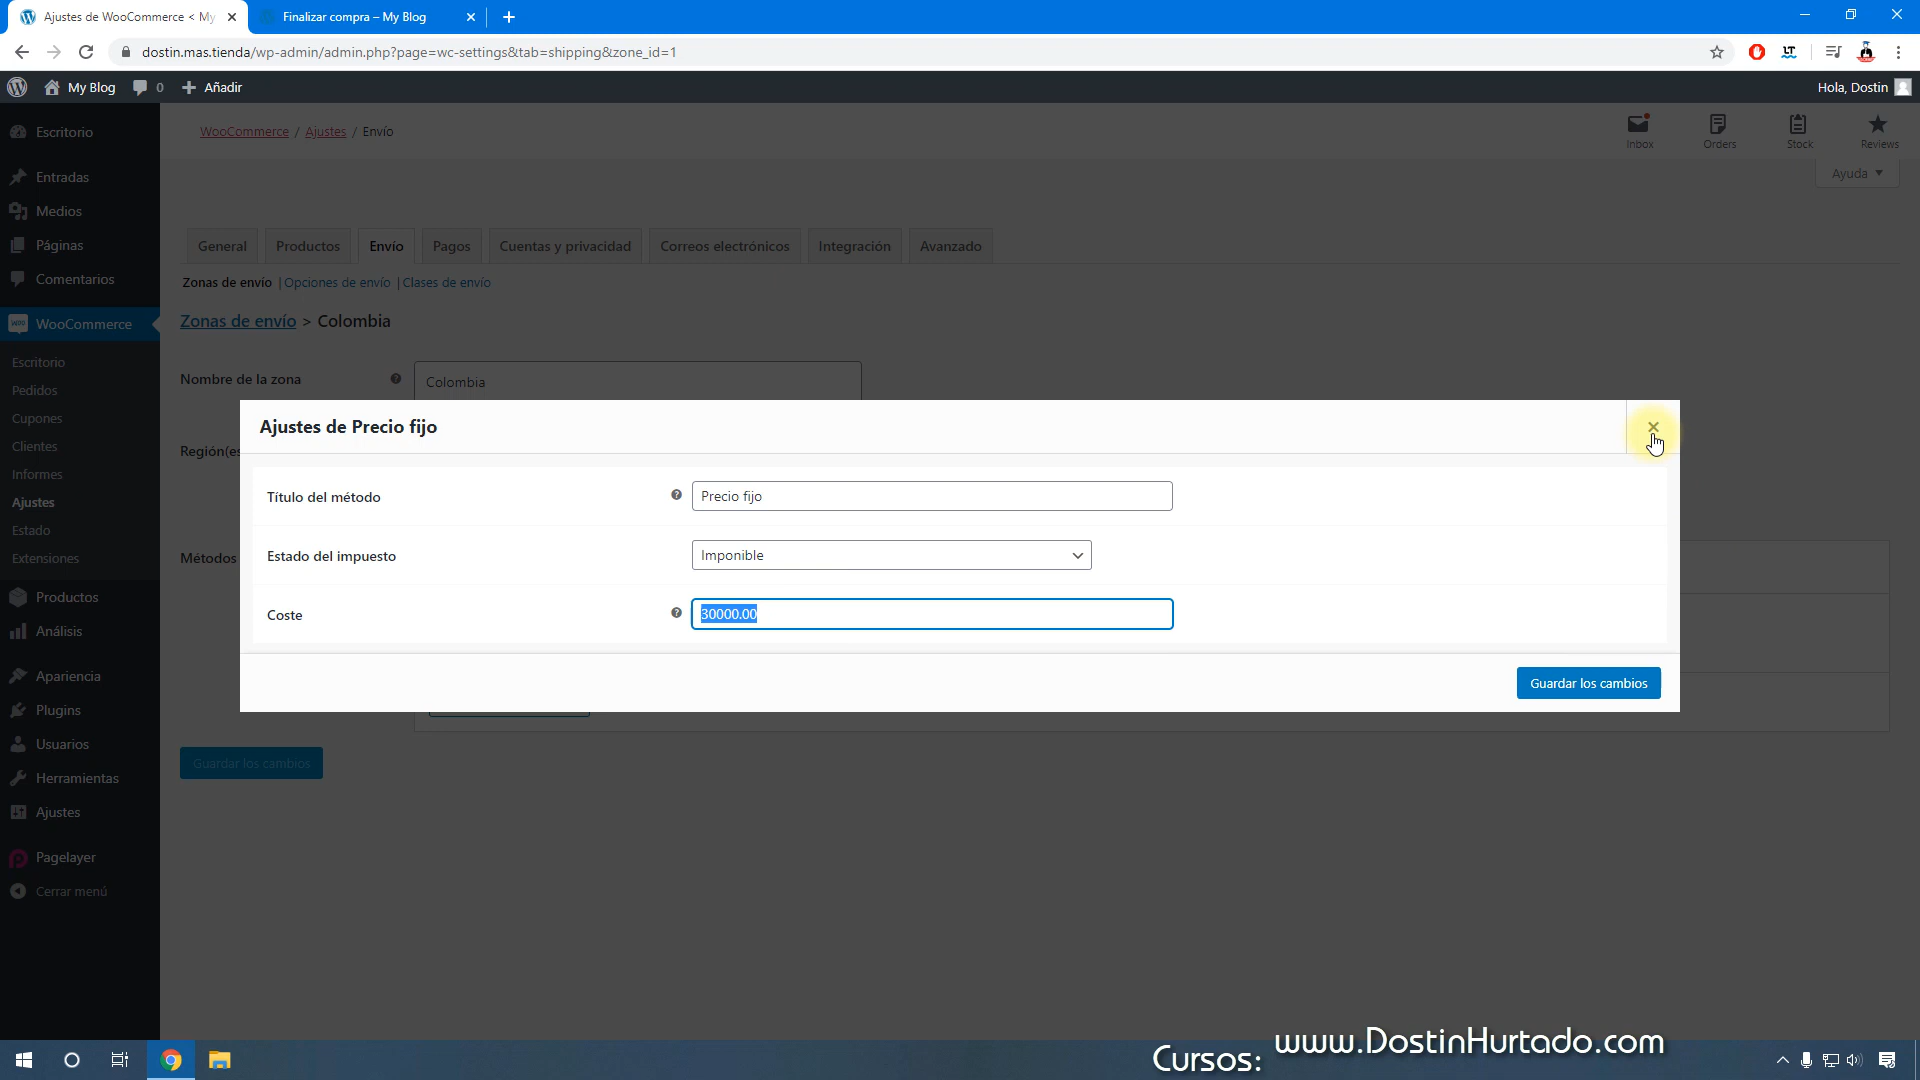 Ajustes de WooCommerce < My
Finalizar compra – My Blog
dostin.mas.tienda/wp-admin/admin.php?page=wc-settings&tab=shipping&zone_id=1
My Blog
0
Añadir
Hola, Dostin
Escritorio
Entradas
Medios
Páginas
Comentarios
WooCommerce
Escritorio
Pedidos
Cupones
Clientes
Informes
Ajustes
Estado
Extensiones
Productos
Análisis
Apariencia
Plugins
Usuarios
Herramientas
Ajustes
Pagelayer
Cerrar menú
WooCommerce / Ajustes / Envío
Inbox
Orders
Stock
Reviews
Ayuda
General
Productos
Envío
Pagos
Cuentas y privacidad
Correos electrónicos
Integración
Avanzado
Zonas de envío | Opciones de envío | Clases de envío
Zonas de envío > Colombia
Nombre de la zona
Colombia
Región(es
Métodos
Ajustes de Precio fijo
Título del método
Precio fijo
Estado del impuesto
Imponible
Coste
30000.00
Guardar los cambios
Guardar los cambios
Cursos: www.DostinHurtado.com